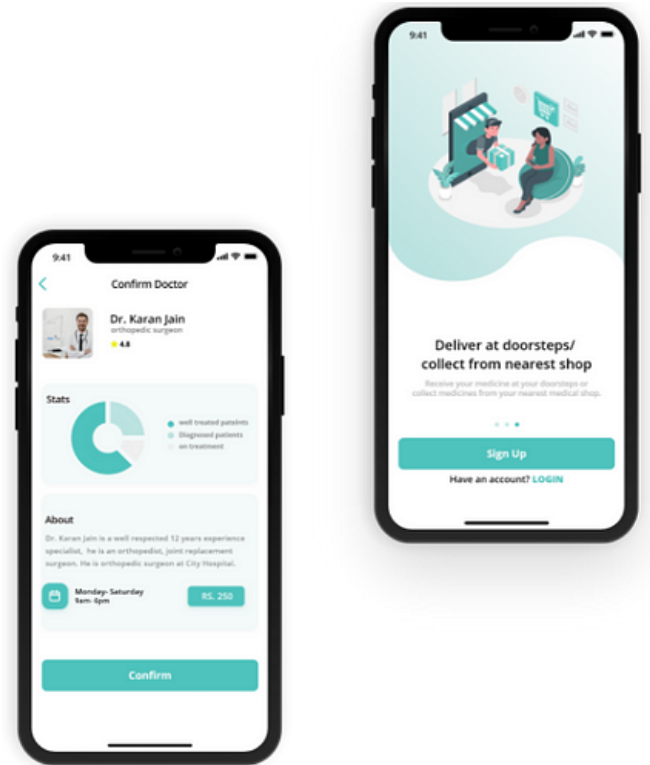 9:41
Confirm Doctor
Dr. Karan Jain
orthopedic surgeon
4.8
Stats
well treated pateints
Diagnosed patients
on treatment
About
Dr. Karan Jain is a well respected 12 years experience
specialist, he is an orthopedist, joint replacement
surgeon. He is orthopedic surgeon at City Hospital.
Monday- Saturday
9am- 6pm
RS. 250
Confirm
9:41
Deliver at doorsteps/
collect from nearest shop
Receive your medicine at your doorsteps or
collect medicines from your nearest medical shop.
Sign Up
Have an account? LOGIN